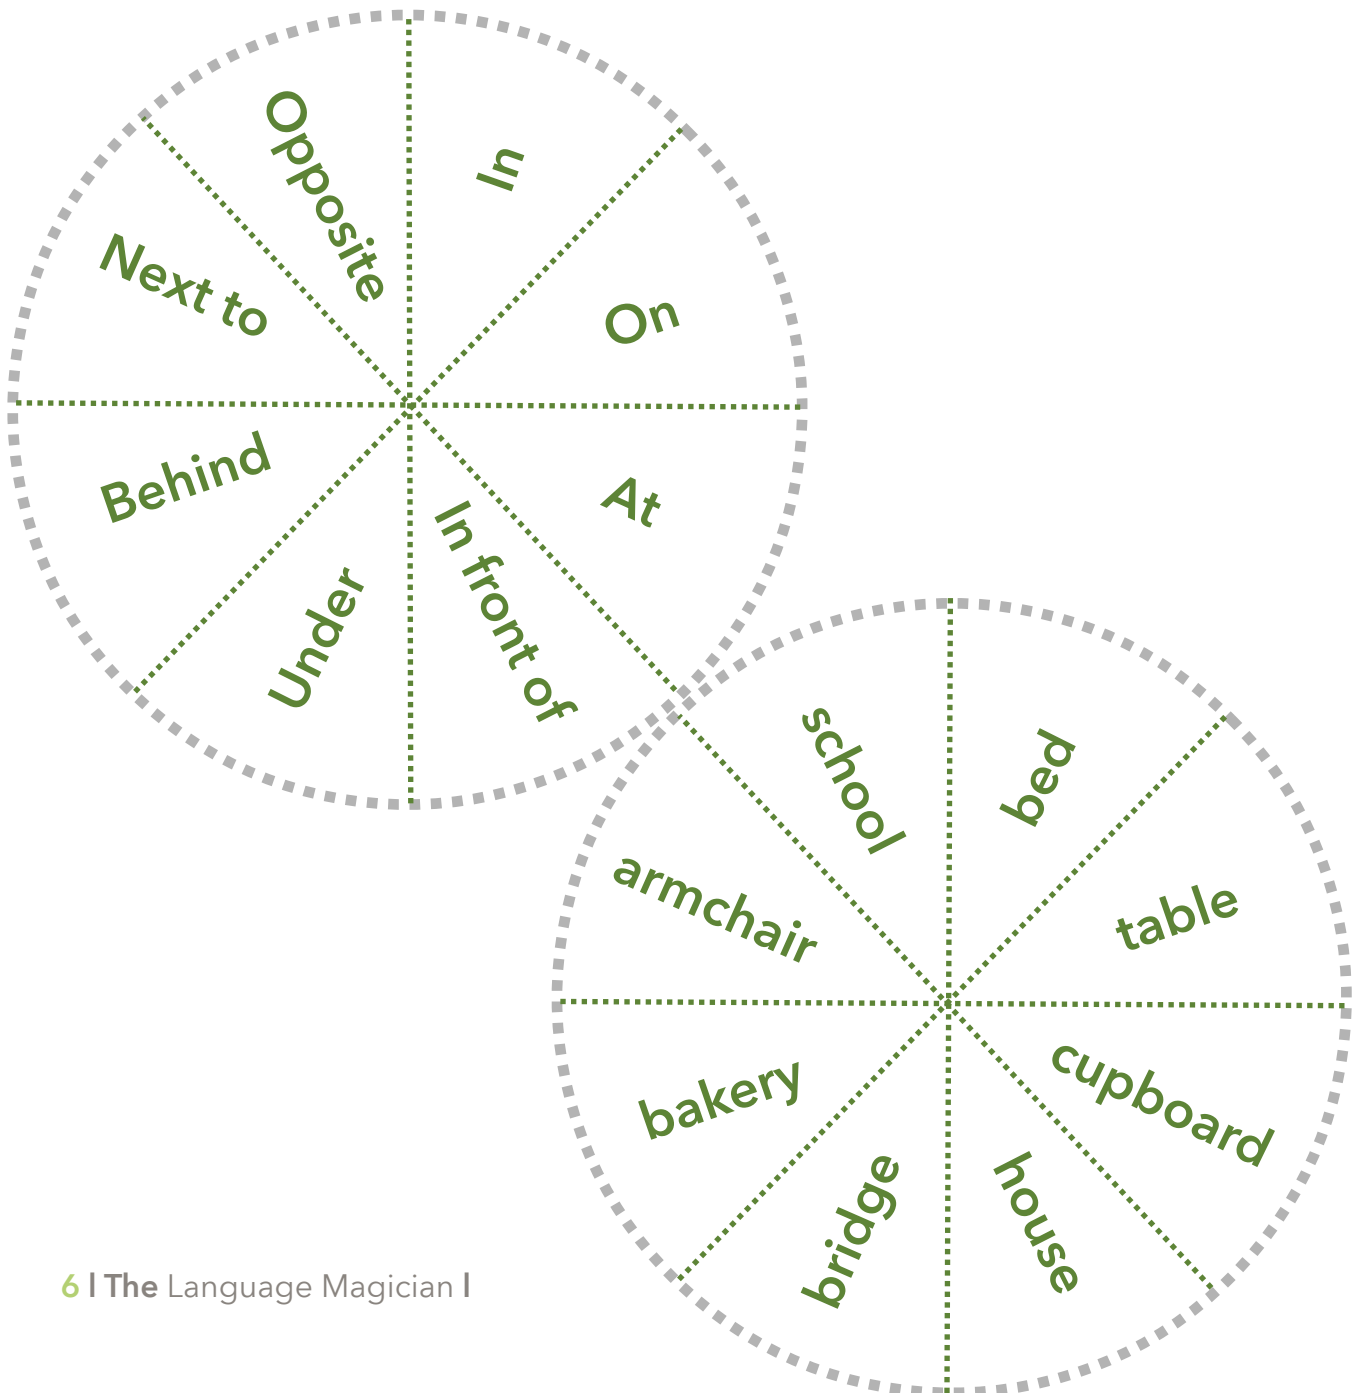 Opposite
In
On
At
In front of
Under
Behind
Next to
school
bed
table
cupboard
house
bridge
bakery
armchair
6 | The Language Magician |